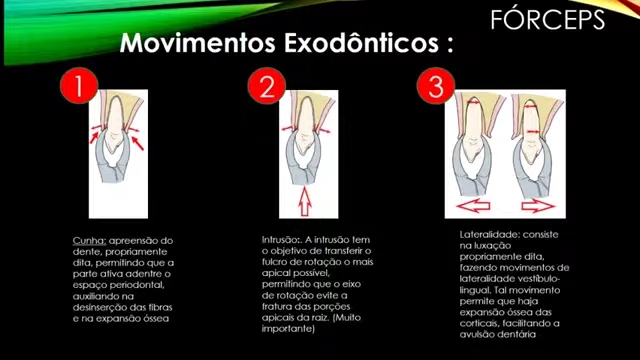 FÓRCEPS
Movimentos Exodônticos :
1
2
3
Cunha: apreensão do
dente, propriamente
dita, permitindo que a
parte ativa adentre o
espaço periodontal,
auxiliando na
desinserção das fibras
e na expansão óssea
Intrusão:. A intrusão tem
o objetivo de transferir o
fulcro de rotação o mais
apical possível,
permitindo que o eixo
de rotação evite a
fratura das porções
apicais da raiz. (Muito
importante)
Lateralidade: consiste
na luxação
propriamente dita,
fazendo movimentos de
lateralidade vestíbulo-
lingual. Tal movimento
permite que haja
expansão óssea das
corticais, facilitando a
avulsão dentária